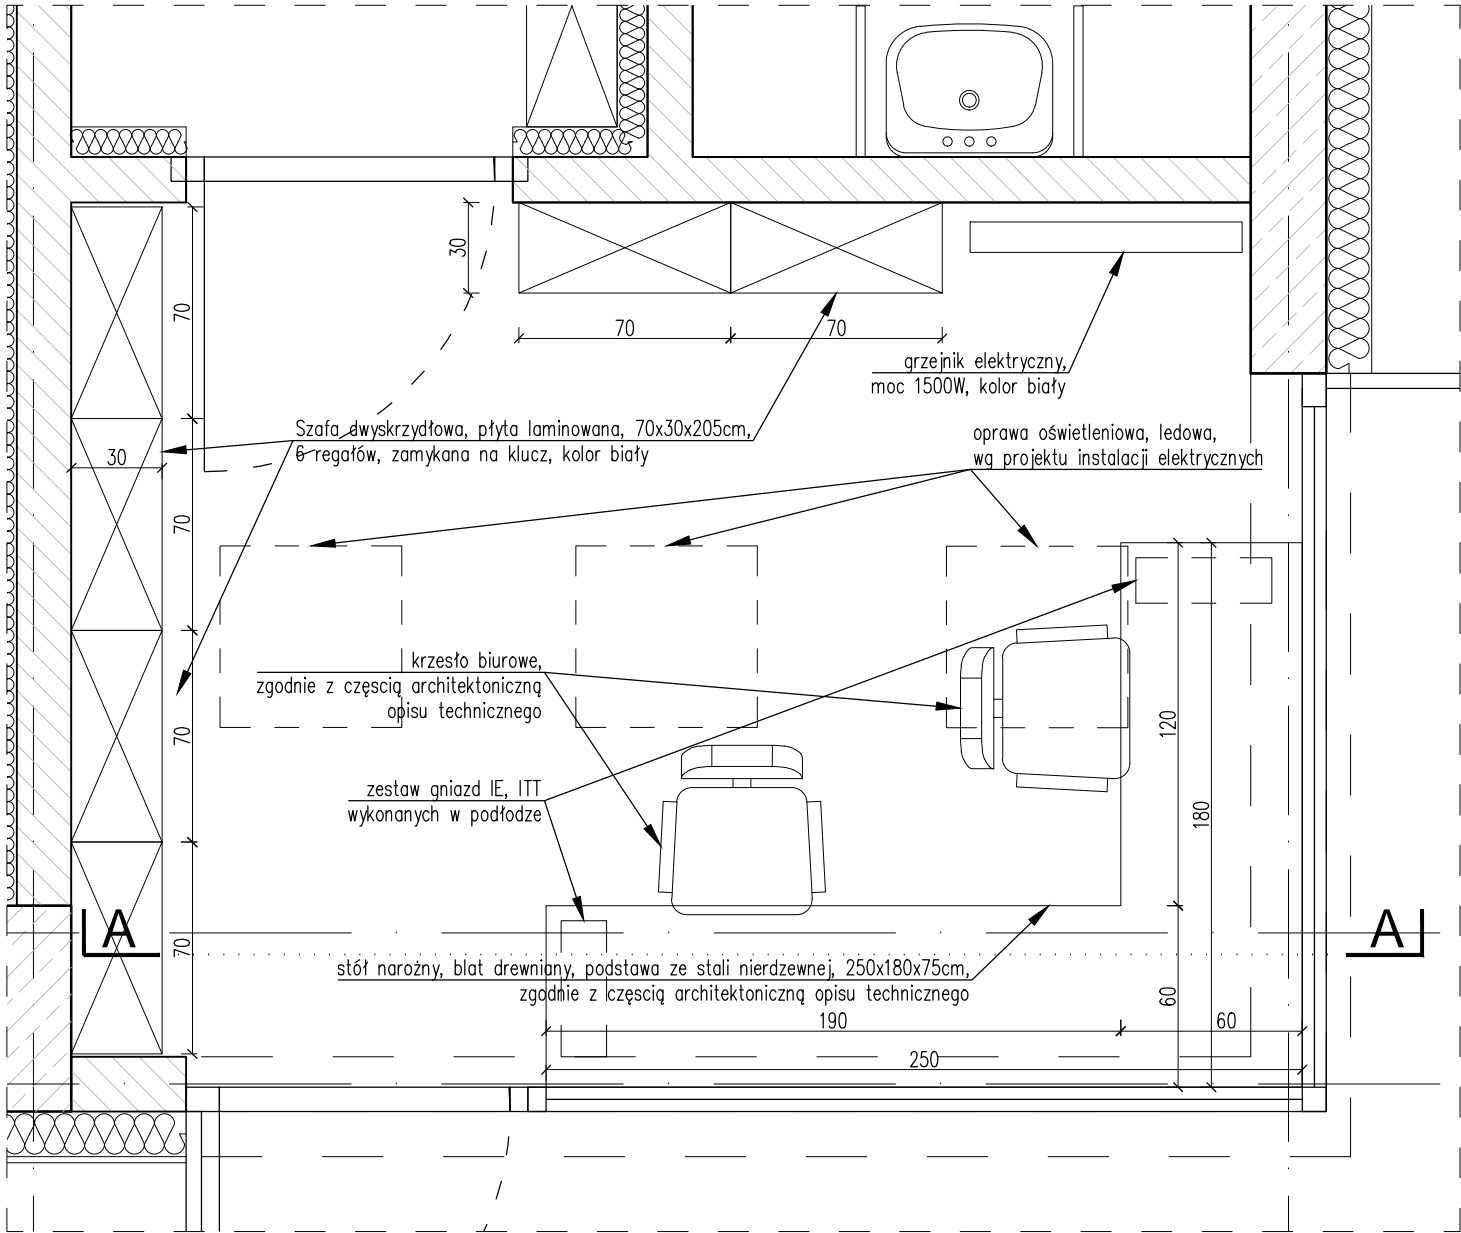 30
70
70
70
grzejnik elektryczny,
moc 1500W, kolor biały
Szafa dwyskrzydłowa, płyta laminowana, 70x30x205cm,
6 regałów, zamykana na klucz, kolor biały
oprawa oświetleniowa, ledowa,
wg projektu instalacji elektrycznych
30
70
krzesło biurowe,
zgodnie z częścią architektoniczną
opisu technicznego
70
120
zestaw gniazd IE, ITT
wykonanych w podłodze
180
A
A
70
stół narożny, blat drewniany, podstawa ze stali nierdzewnej, 250x180x75cm,
zgodnie z częścią architektoniczną opisu technicznego
60
190
60
250